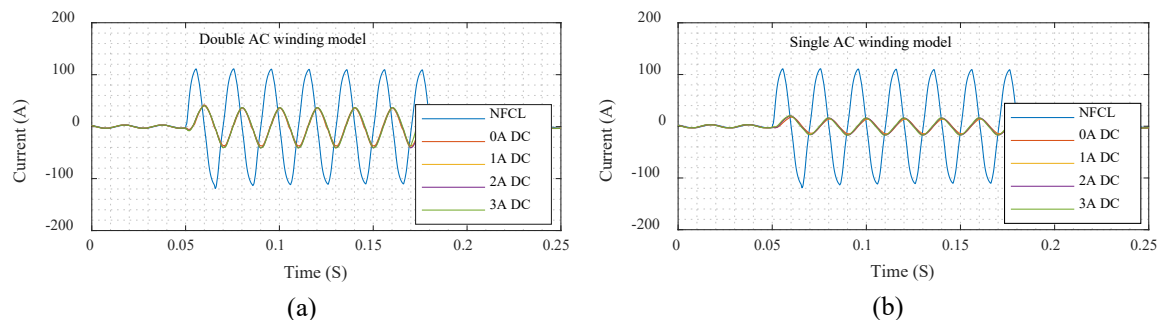 200
Double AC winding model
100
Current (A)
0
-100
-200
NFCL
0A DC
1A DC
2A DC
3A DC
0
0.05
0.1
0.15
0.2
0.25
Time (S)
(a)
200
Single AC winding model
100
Current (A)
0
-100
-200
NFCL
0A DC
1A DC
2A DC
3A DC
0
0.05
0.1
0.15
0.2
0.25
Time (S)
(b)